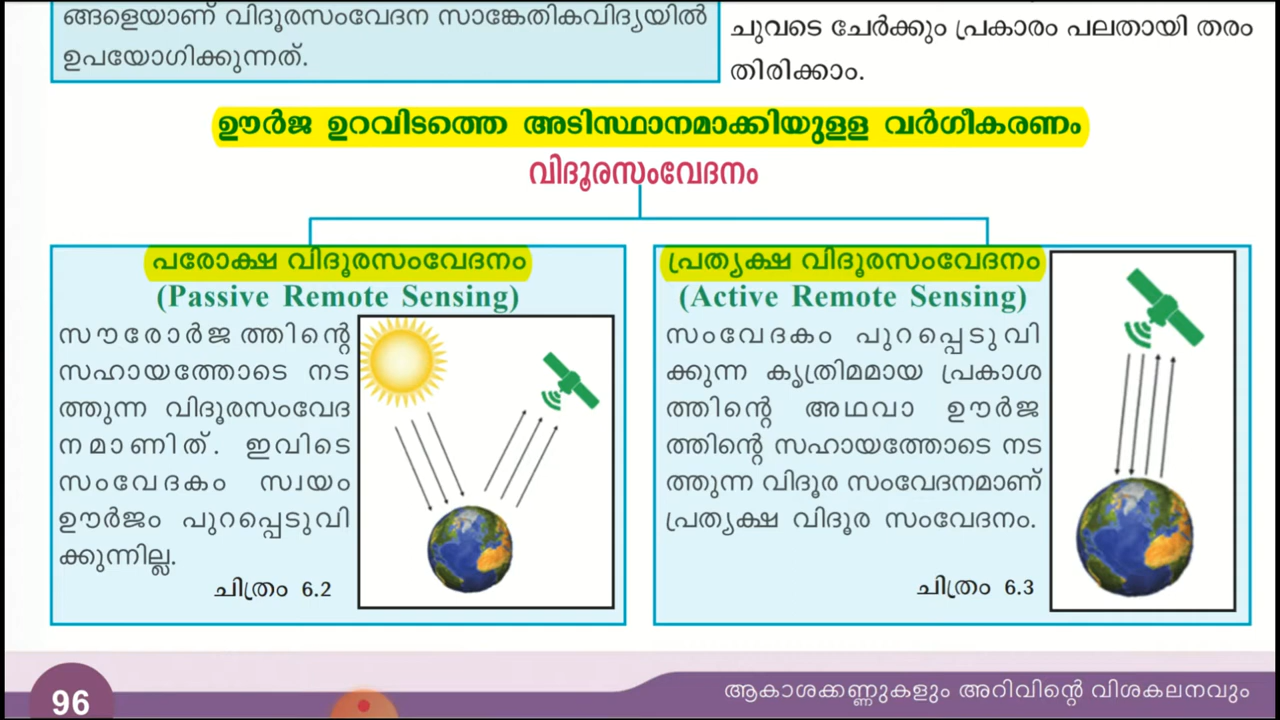 ങ്ങളെയാണ് വിദൂരസംവേദന സാങ്കേതികവിദ്യയിൽ
ഉപയോഗിക്കുന്നത്.
ചുവടെ ചേർക്കും പ്രകാരം പലതായി തരം
തിരിക്കാം.
ഊർജ ഉറവിടത്തെ അടിസ്ഥാനമാക്കിയുളള വർഗീകരണം
വിദൂരസംവേദനം
പരോക്ഷ വിദൂരസംവേദനം
(Passive Remote Sensing)
സൗരോർജത്തിന്റെ
സഹായത്തോടെ നട
ത്തുന്ന വിദൂരസംവേദ
നമാണിത്. ഇവിടെ
സംവേദകം സ്വയം
ഊർജം പുറപ്പെടുവി
ക്കുന്നില്ല.
ചിത്രം 6.2
പ്രത്യക്ഷ വിദൂരസംവേദനം
(Active Remote Sensing)
സംവേദകം പുറപ്പെടുവി
ക്കുന്ന കൃത്രിമമായ പ്രകാശ
ത്തിന്റെ അഥവാ ഊർജ
ത്തിന്റെ സഹായത്തോടെ നട
ത്തുന്ന വിദൂര സംവേദനമാണ്
പ്രത്യക്ഷ വിദൂര സംവേദനം.
ചിത്രം 6.3
96
ആകാശക്കണ്ണുകളും അറിവിന്റെ വിശകലനവും